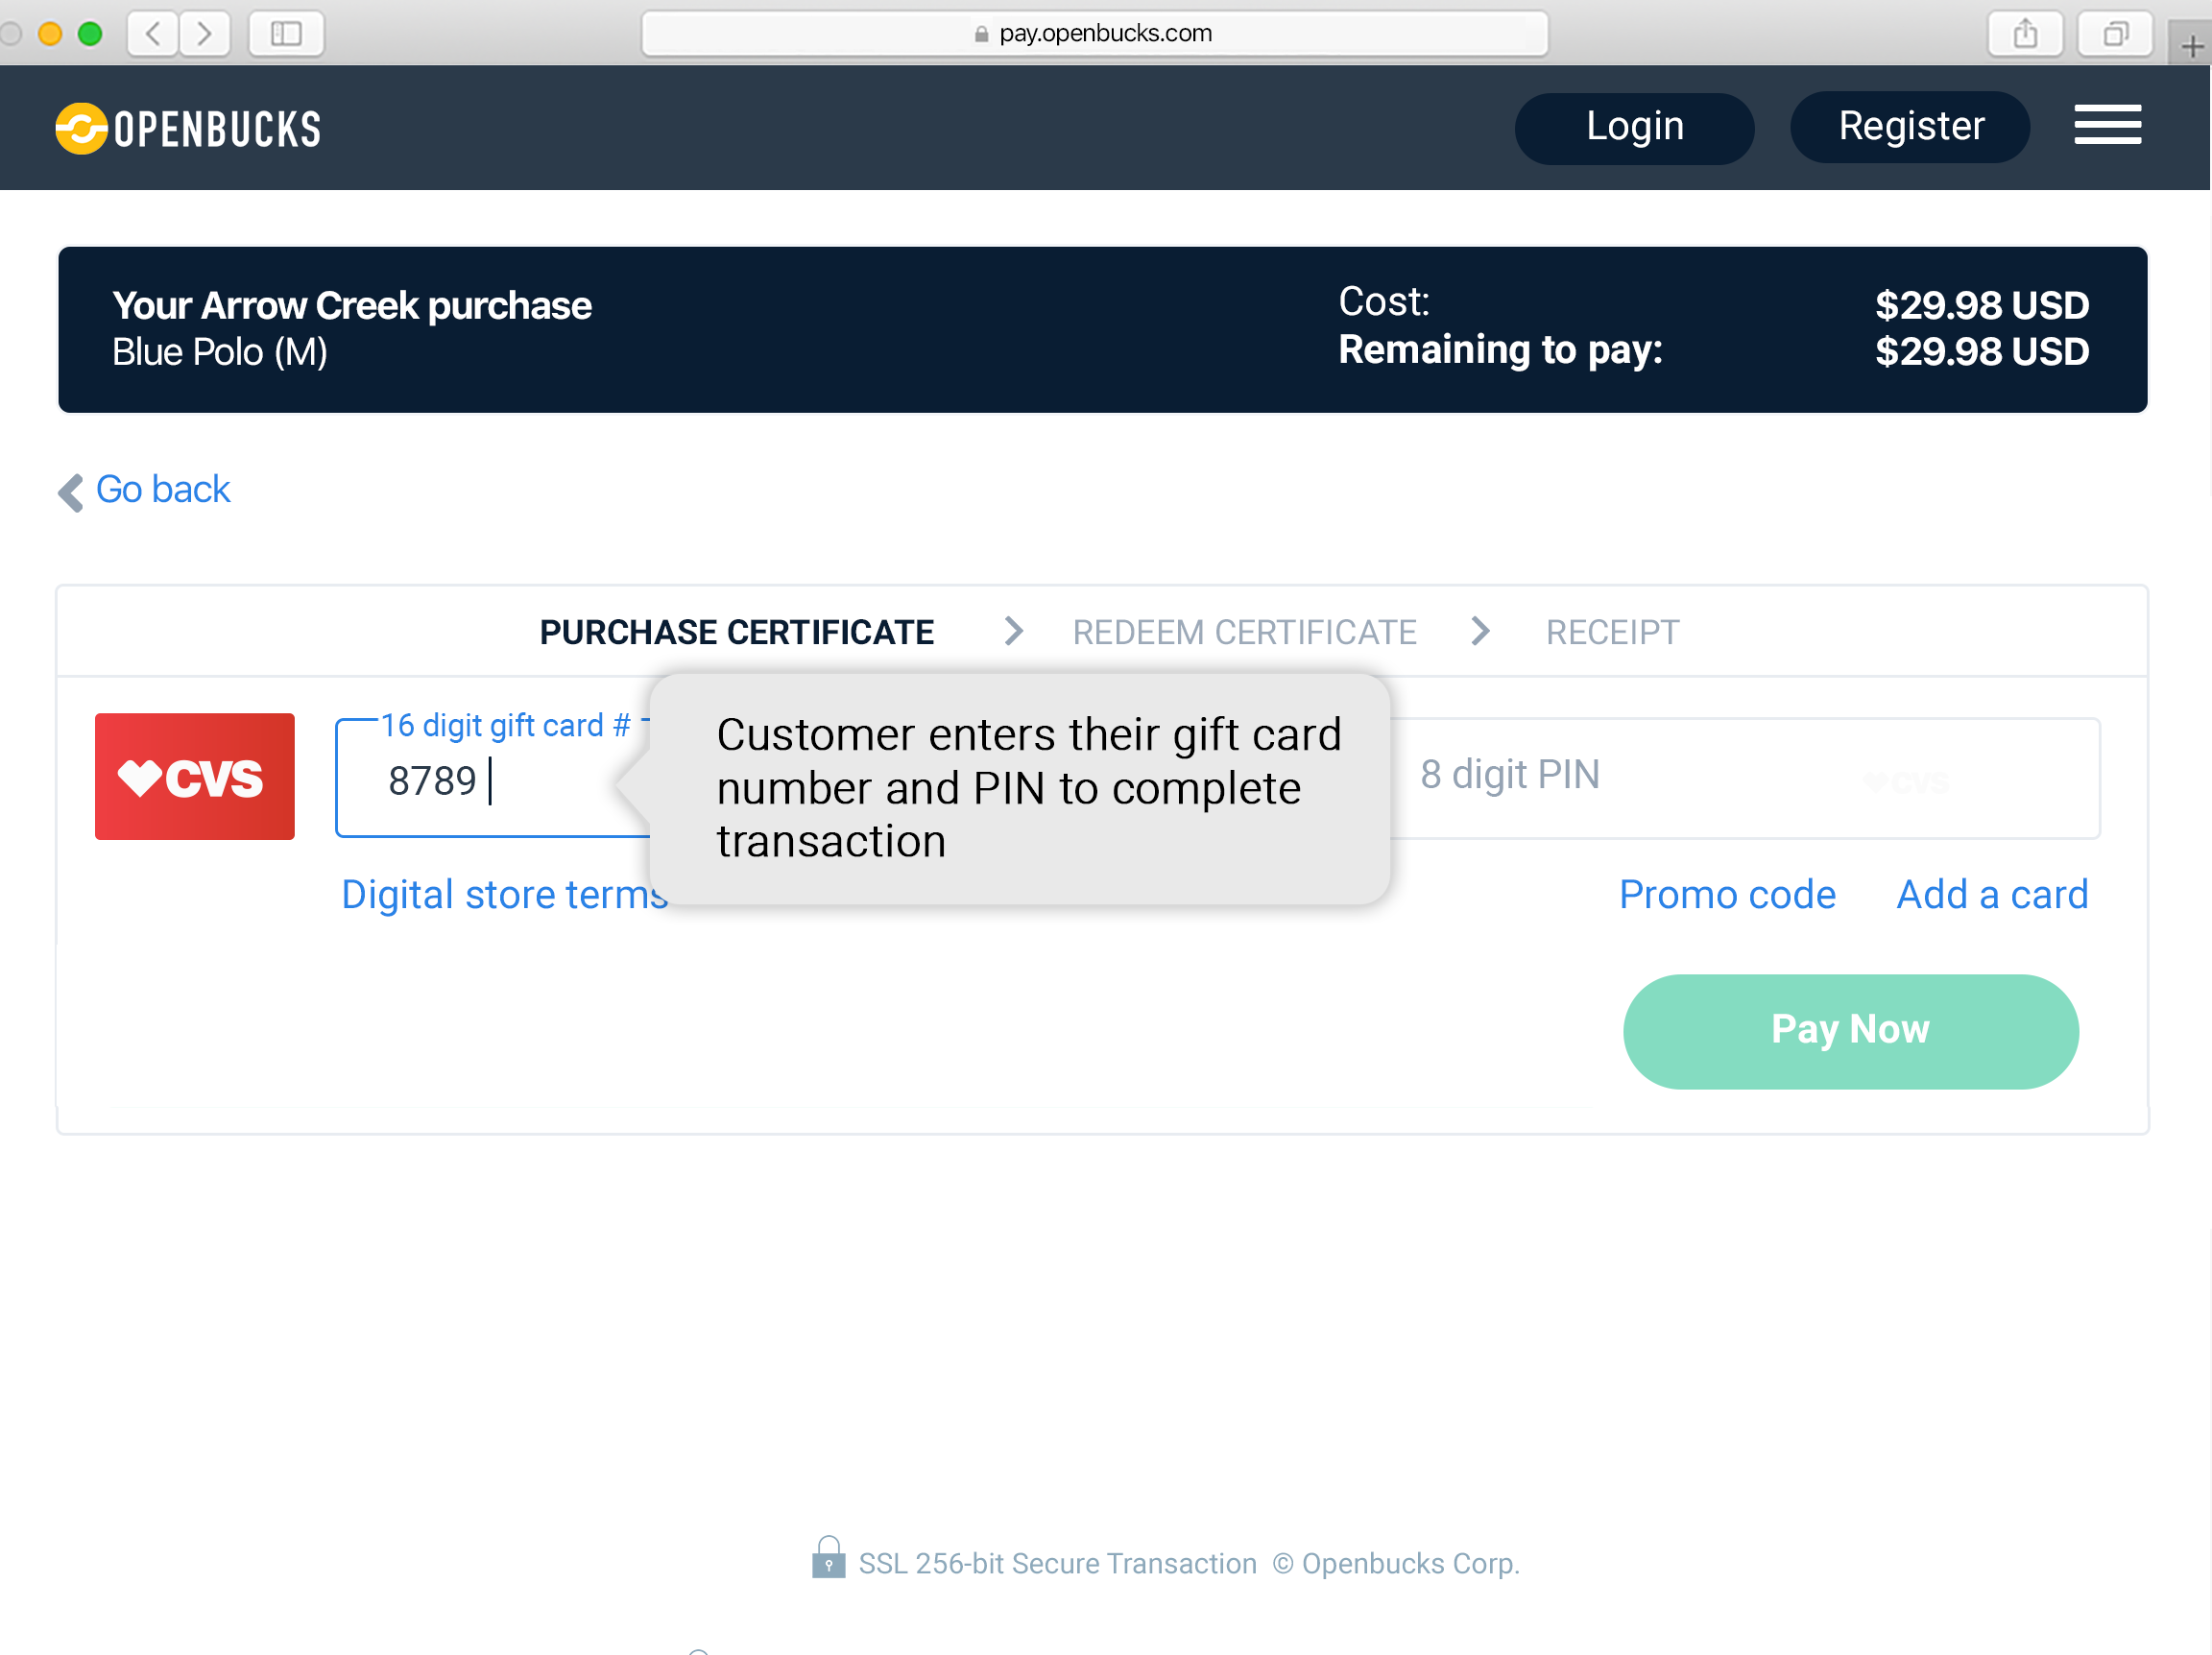 pay.openbucks.com
OPENBUCKS
Login
Register
Your Arrow Creek purchase
Blue Polo (M)
Cost:
$29.98 USD
Remaining to pay:
$29.98 USD
Go back
PURCHASE CERTIFICATE
REDEEM CERTIFICATE
RECEIPT
CVS
16 digit gift card #
8789
Customer enters their gift card
number and PIN to complete
transaction
8 digit PIN
CVS
Digital store terms
Promo code
Add a card
Pay Now
SSL 256-bit Secure Transaction © Openbucks Corp.